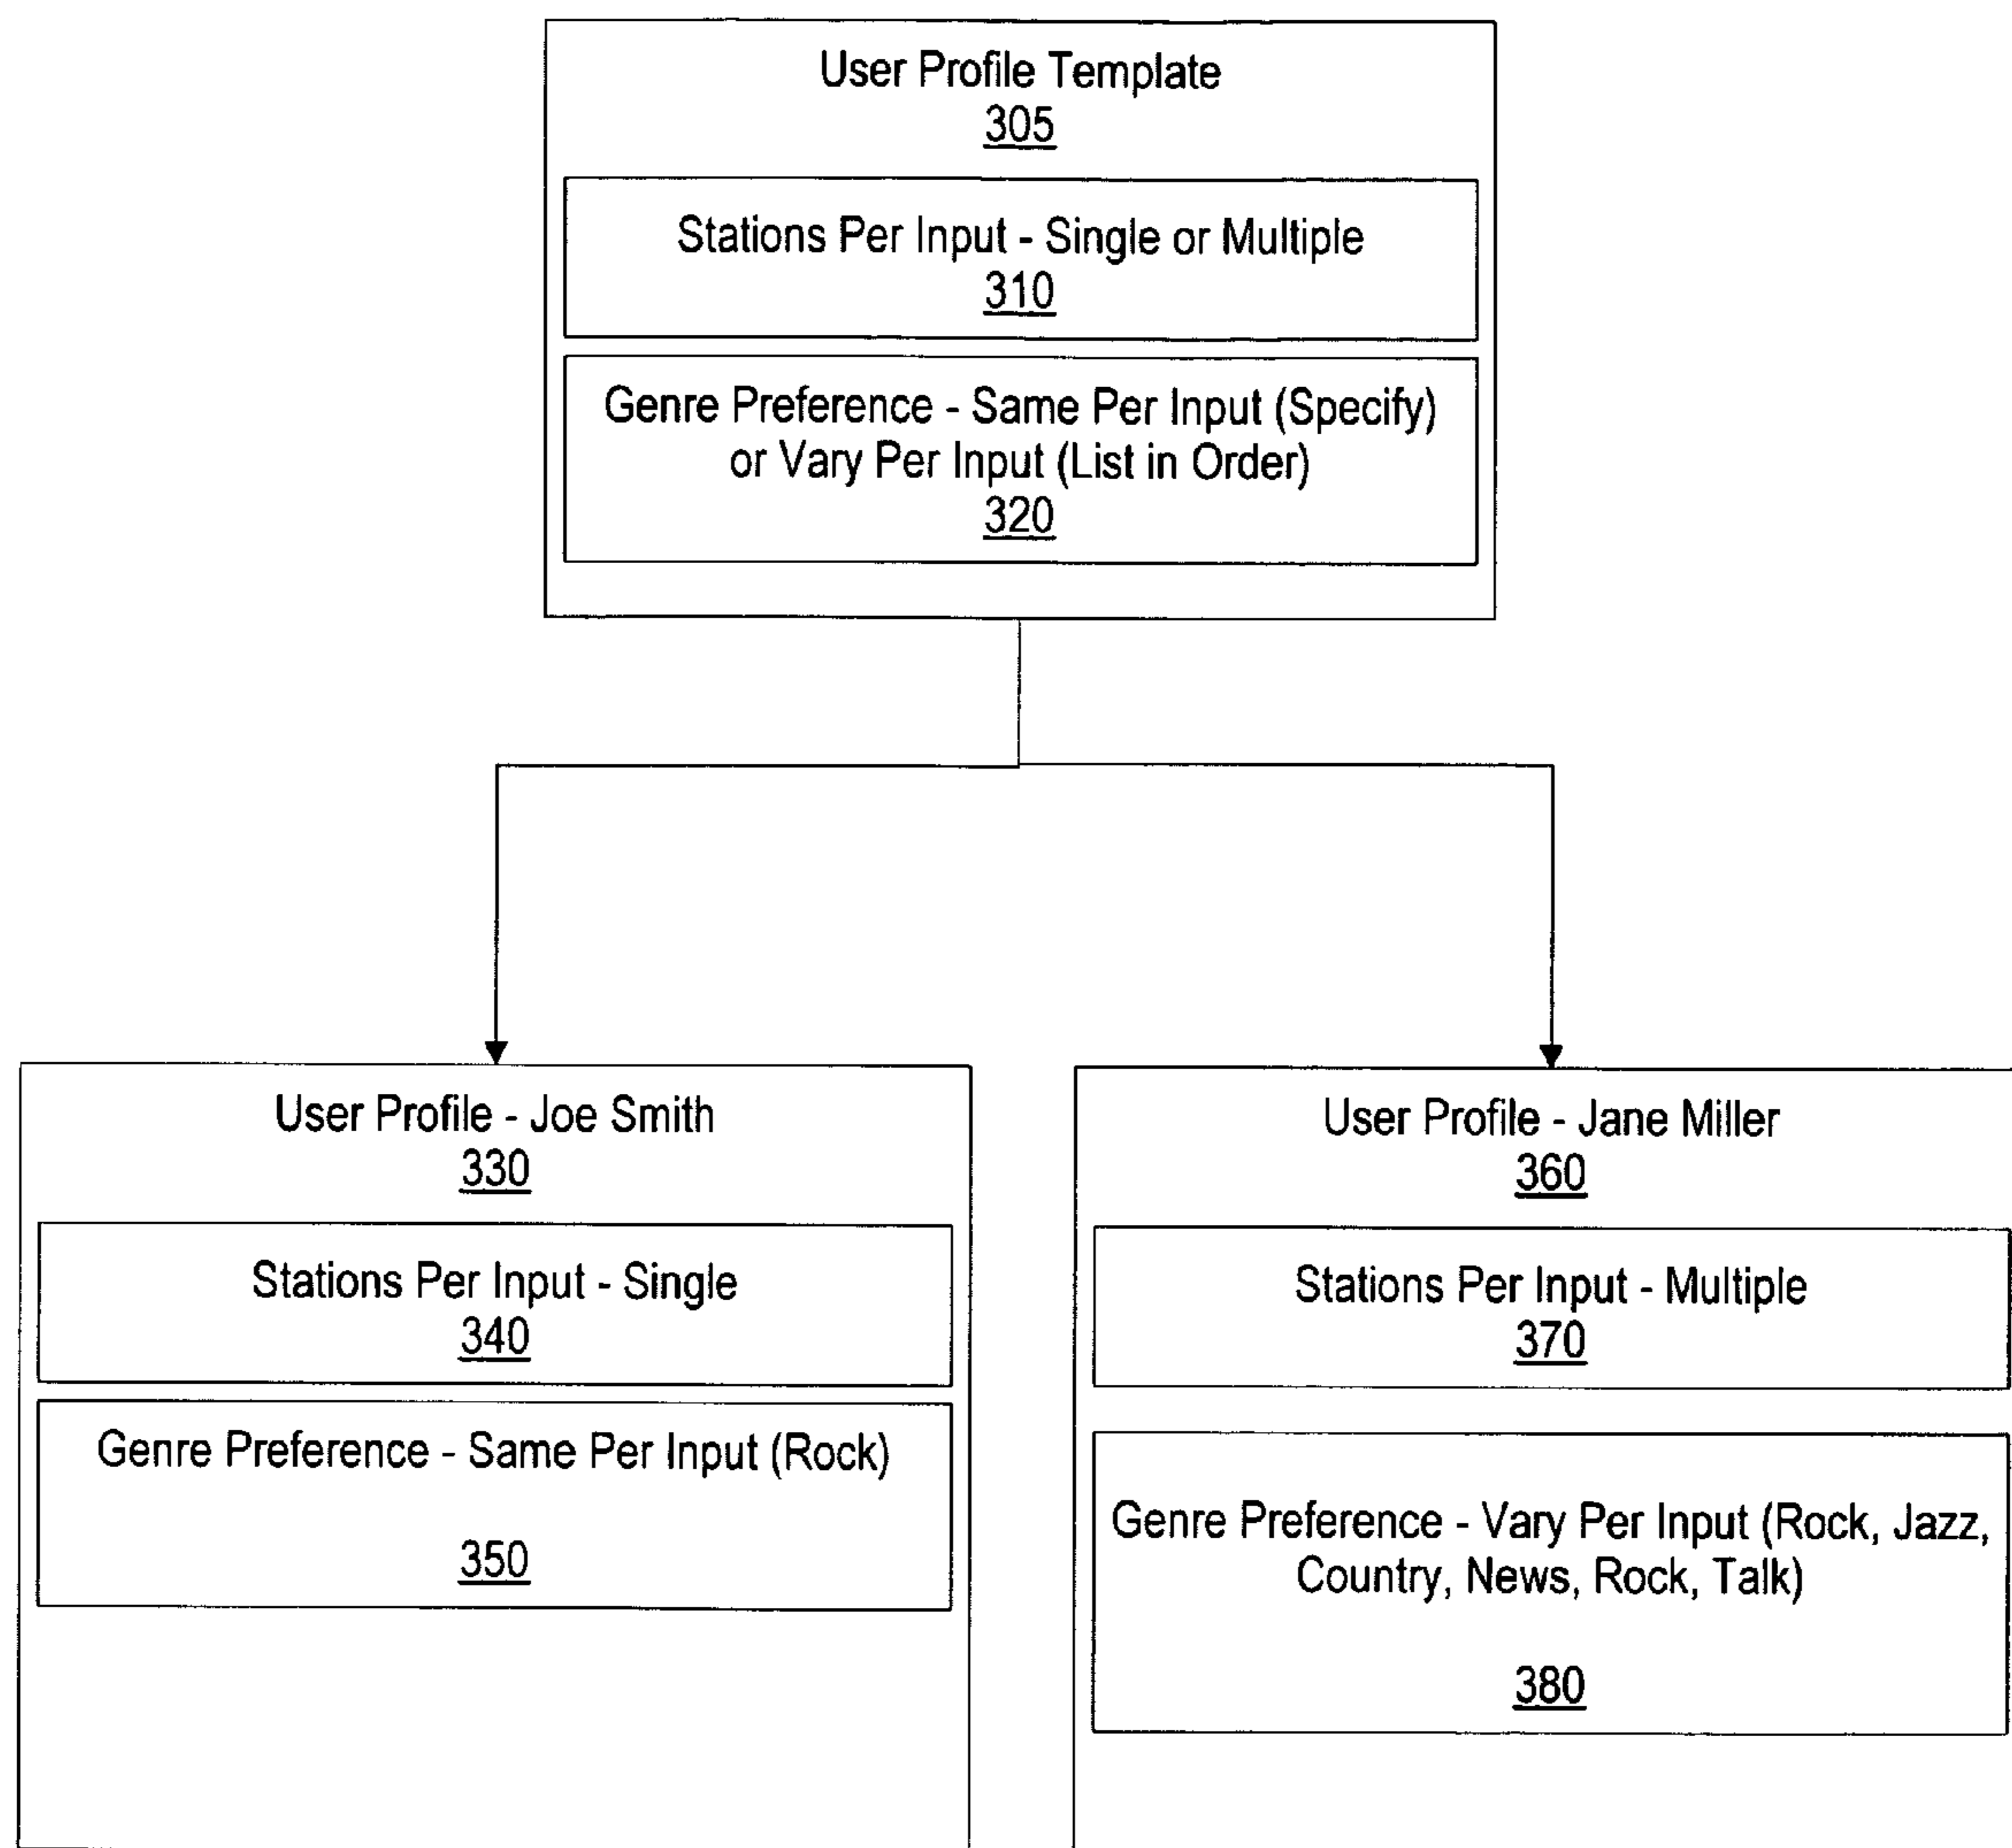 User Profile Template
305
Stations Per Input - Single or Multiple
310
Genre Preference - Same Per Input (Specify)
or Vary Per Input (List in Order)
320
User Profile - Joe Smith
330
Stations Per Input - Single
340
Genre Preference - Same Per Input (Rock)
350
User Profile - Jane Miller
360
Stations Per Input - Multiple
370
Genre Preference - Vary Per Input (Rock, Jazz,
Country, News, Rock, Talk)
380